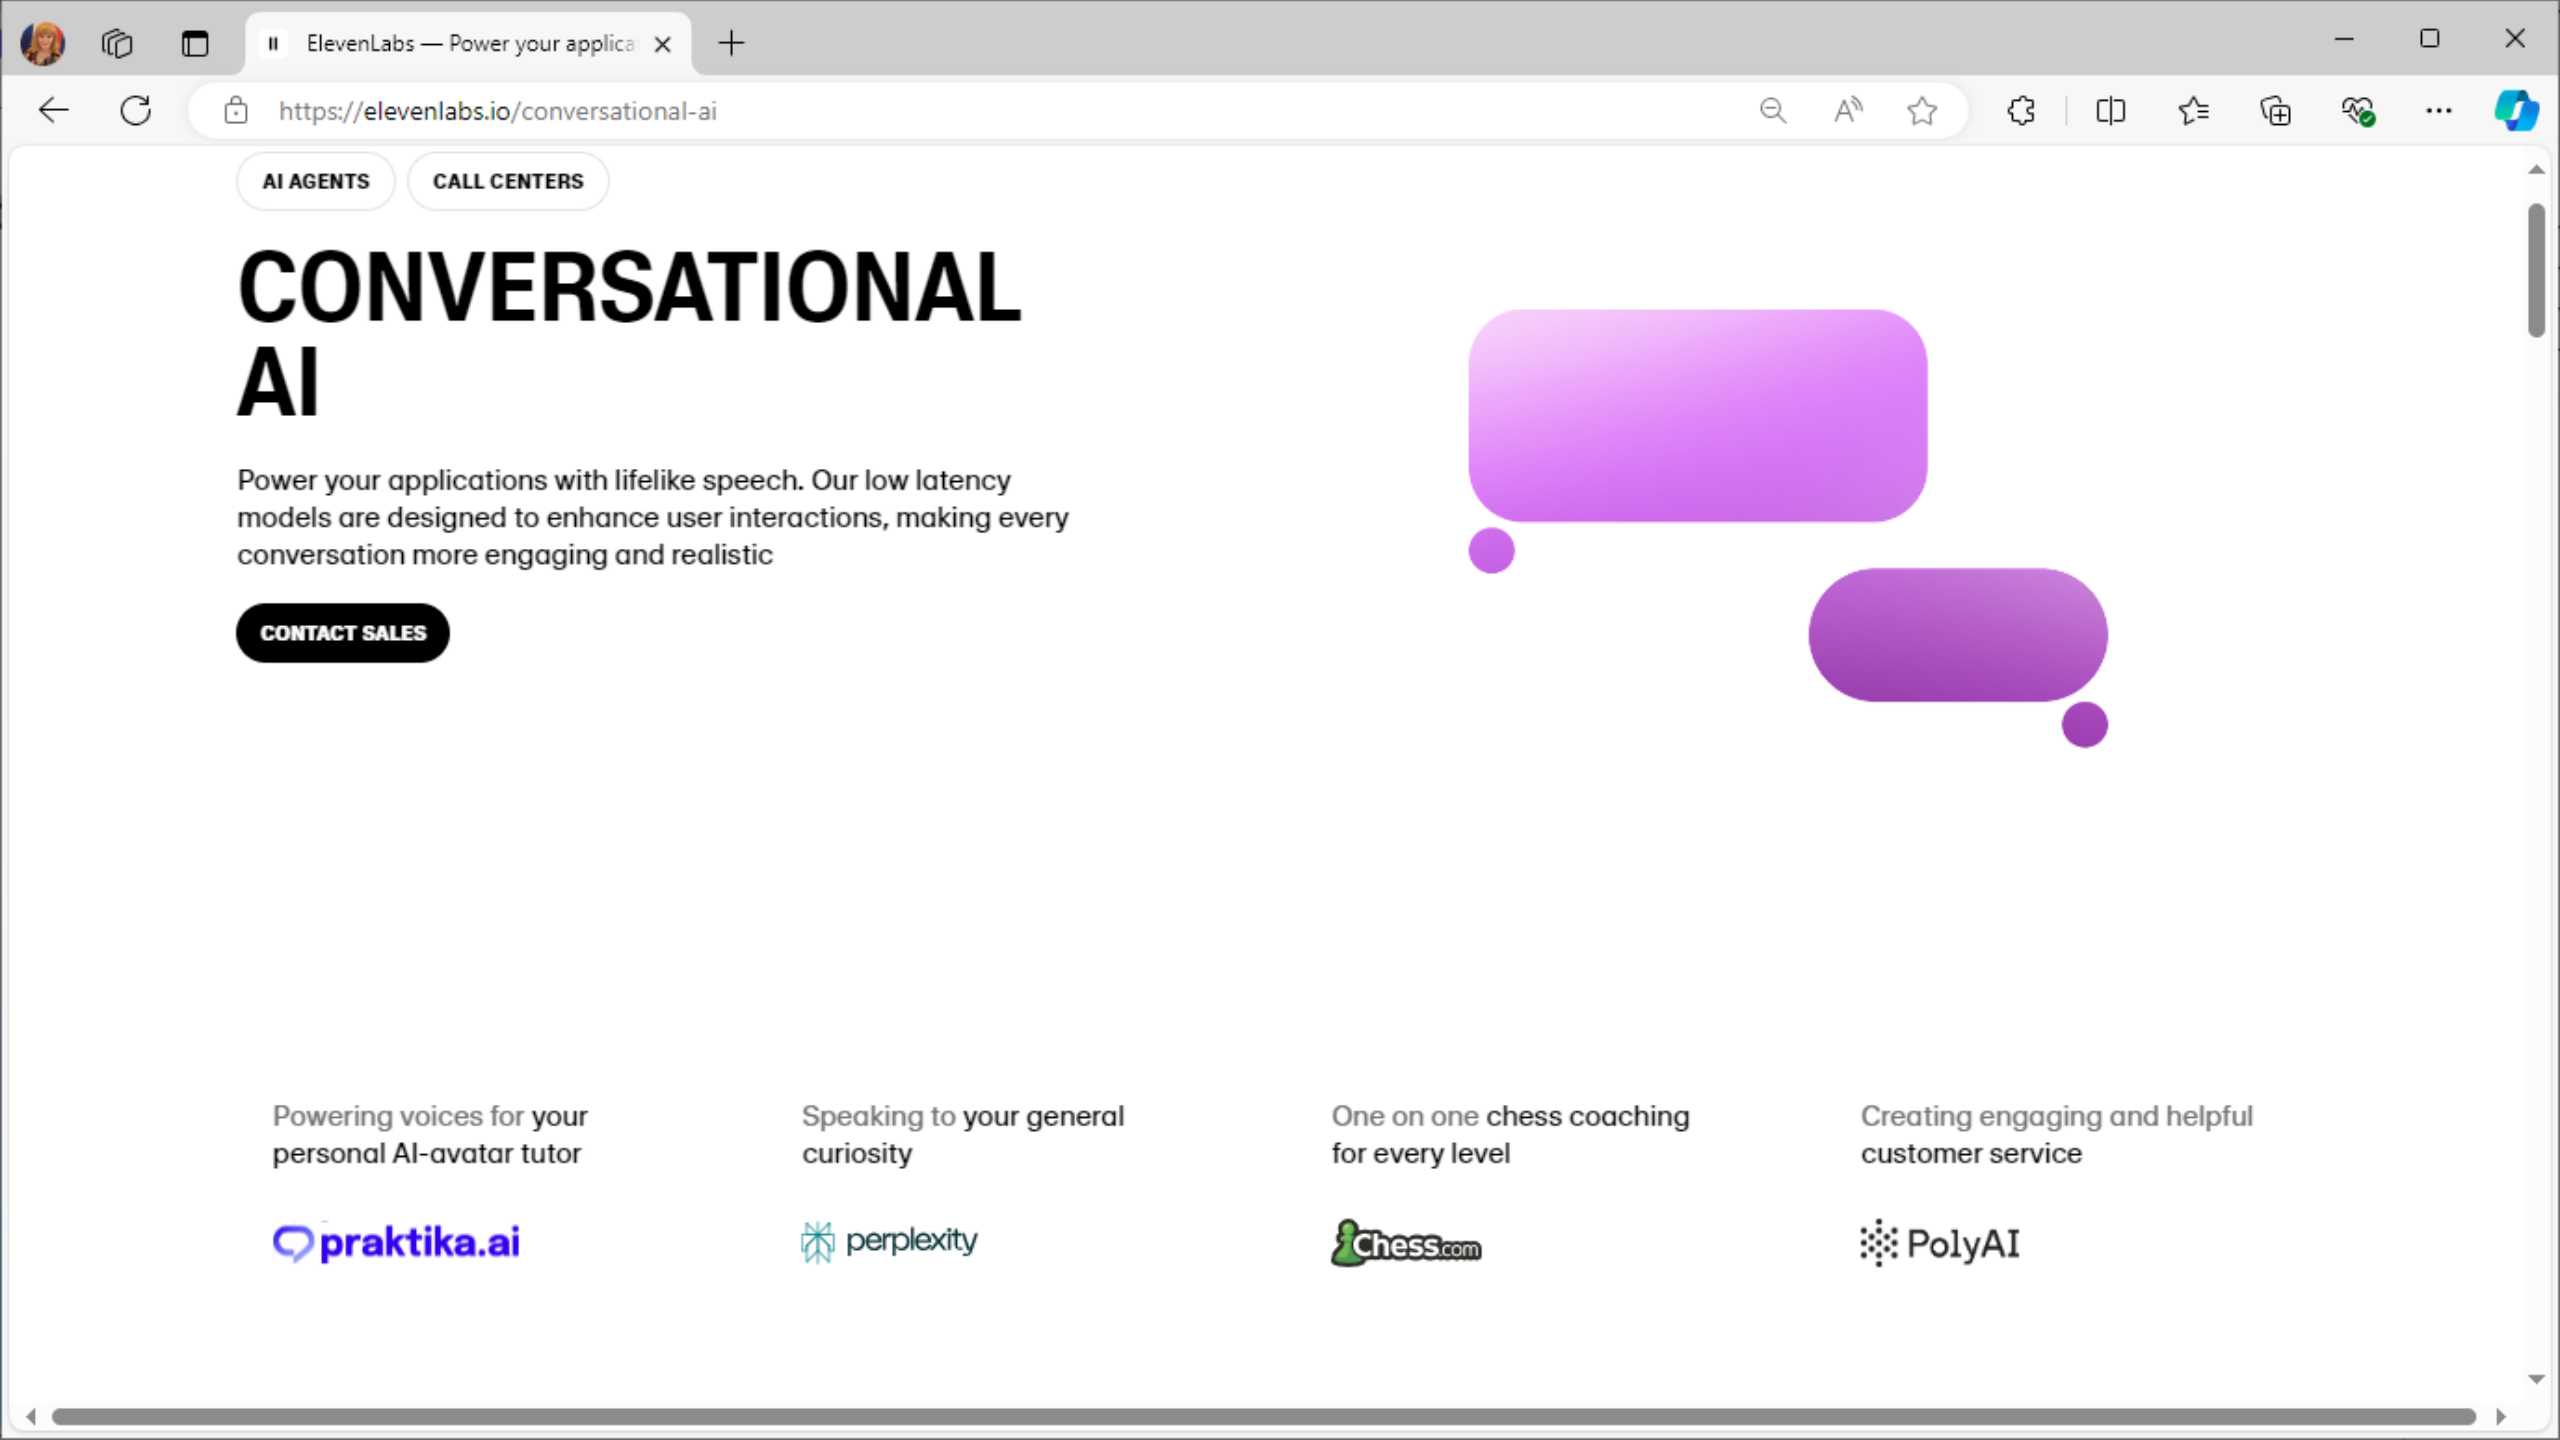 ElevenLabs — Power your applica
https://elevenlabs.io/conversational-ai
AI AGENTS
CALL CENTERS
CONVERSATIONAL
AI
Power your applications with lifelike speech. Our low latency
models are designed to enhance user interactions, making every
conversation more engaging and realistic
CONTACT SALES
Powering voices for your
personal AI-avatar tutor
praktika.ai
Speaking to your general
curiosity
perplexity
One on one chess coaching
for every level
Chess.com
Creating engaging and helpful
customer service
PolyAI